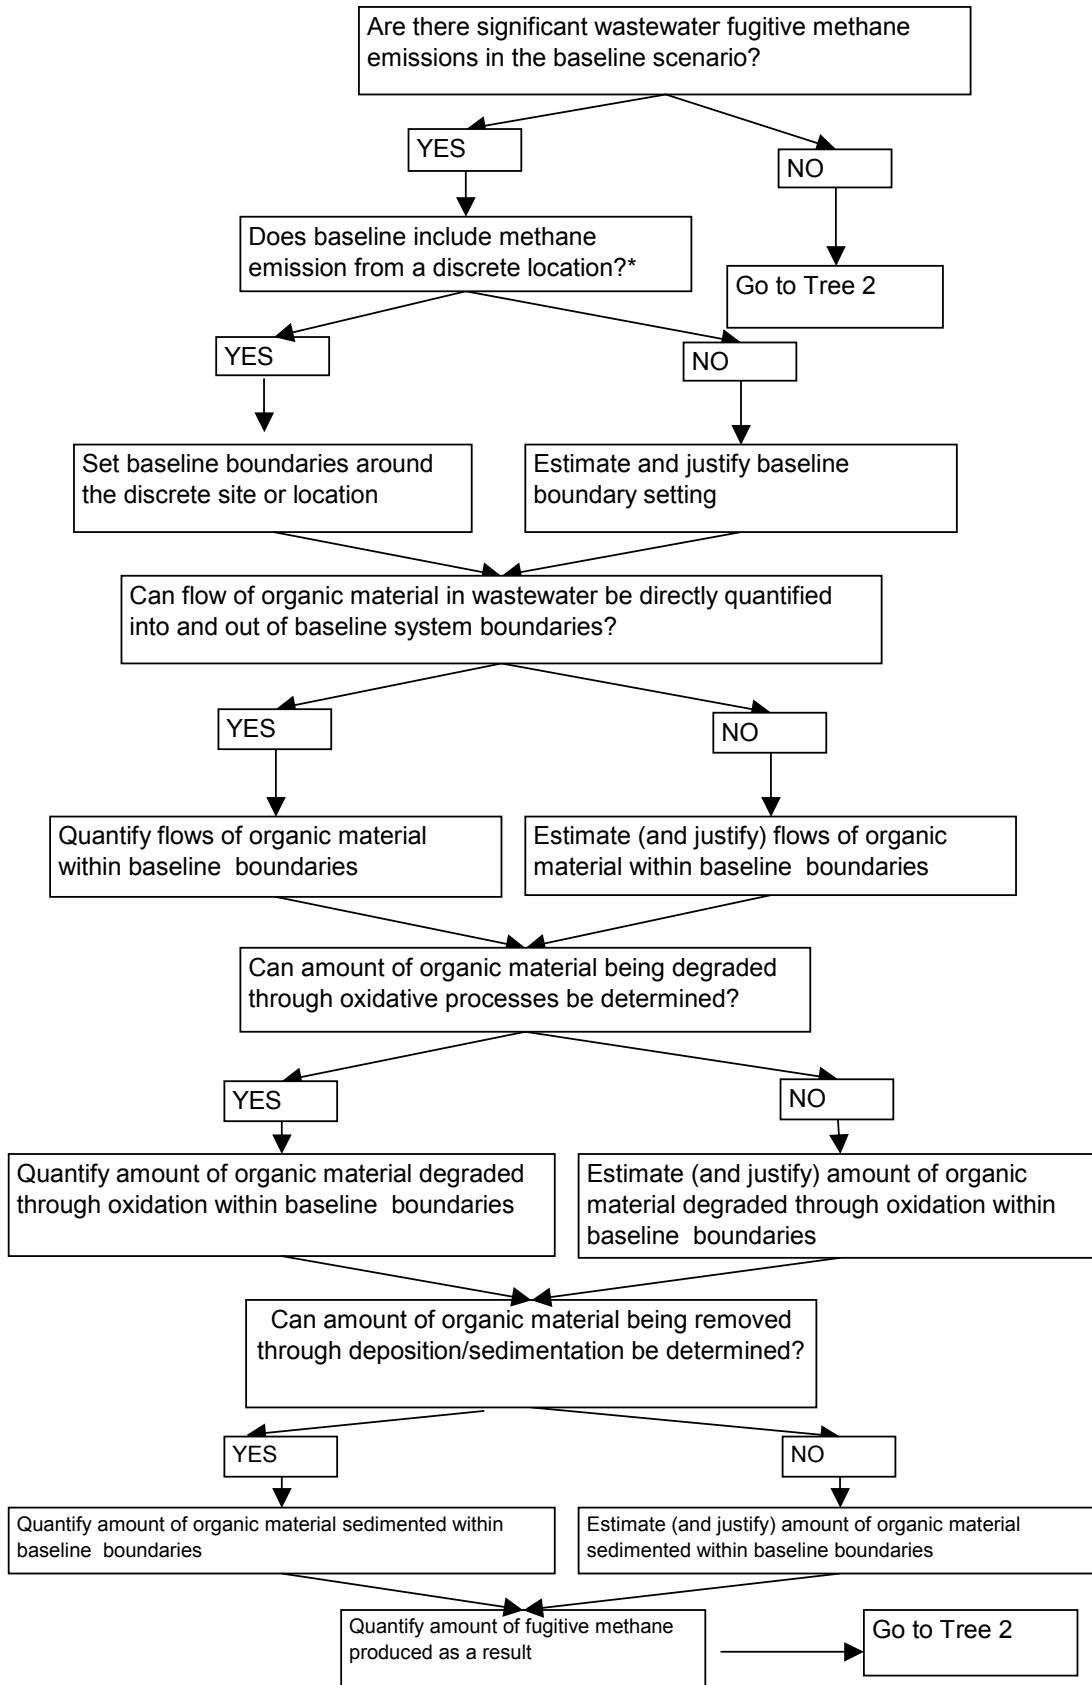 Are there significant wastewater fugitive methane
emissions in the baseline scenario?
YES
NO
Does baseline include methane
emission from a discrete location?*
Go to Tree 2
YES
NO
Set baseline boundaries around
the discrete site or location
Estimate and justify baseline
boundary setting
Can flow of organic material in wastewater be directly quantified
into and out of baseline system boundaries?
YES
NO
Quantify flows of organic material
within baseline boundaries
Estimate (and justify) flows of organic
material within baseline boundaries
Can amount of organic material being degraded
through oxidative processes be determined?
YES
NO
Quantify amount of organic material degraded
through oxidation within baseline boundaries
Estimate (and justify) amount of organic
material degraded through oxidation within
baseline boundaries
Can amount of organic material being removed
through deposition/sedimentation be determined?
YES
NO
Quantify amount of organic material sedimented within
baseline boundaries
Estimate (and justify) amount of organic material
sedimented within baseline boundaries
Quantify amount of fugitive methane
produced as a result
Go to Tree 2